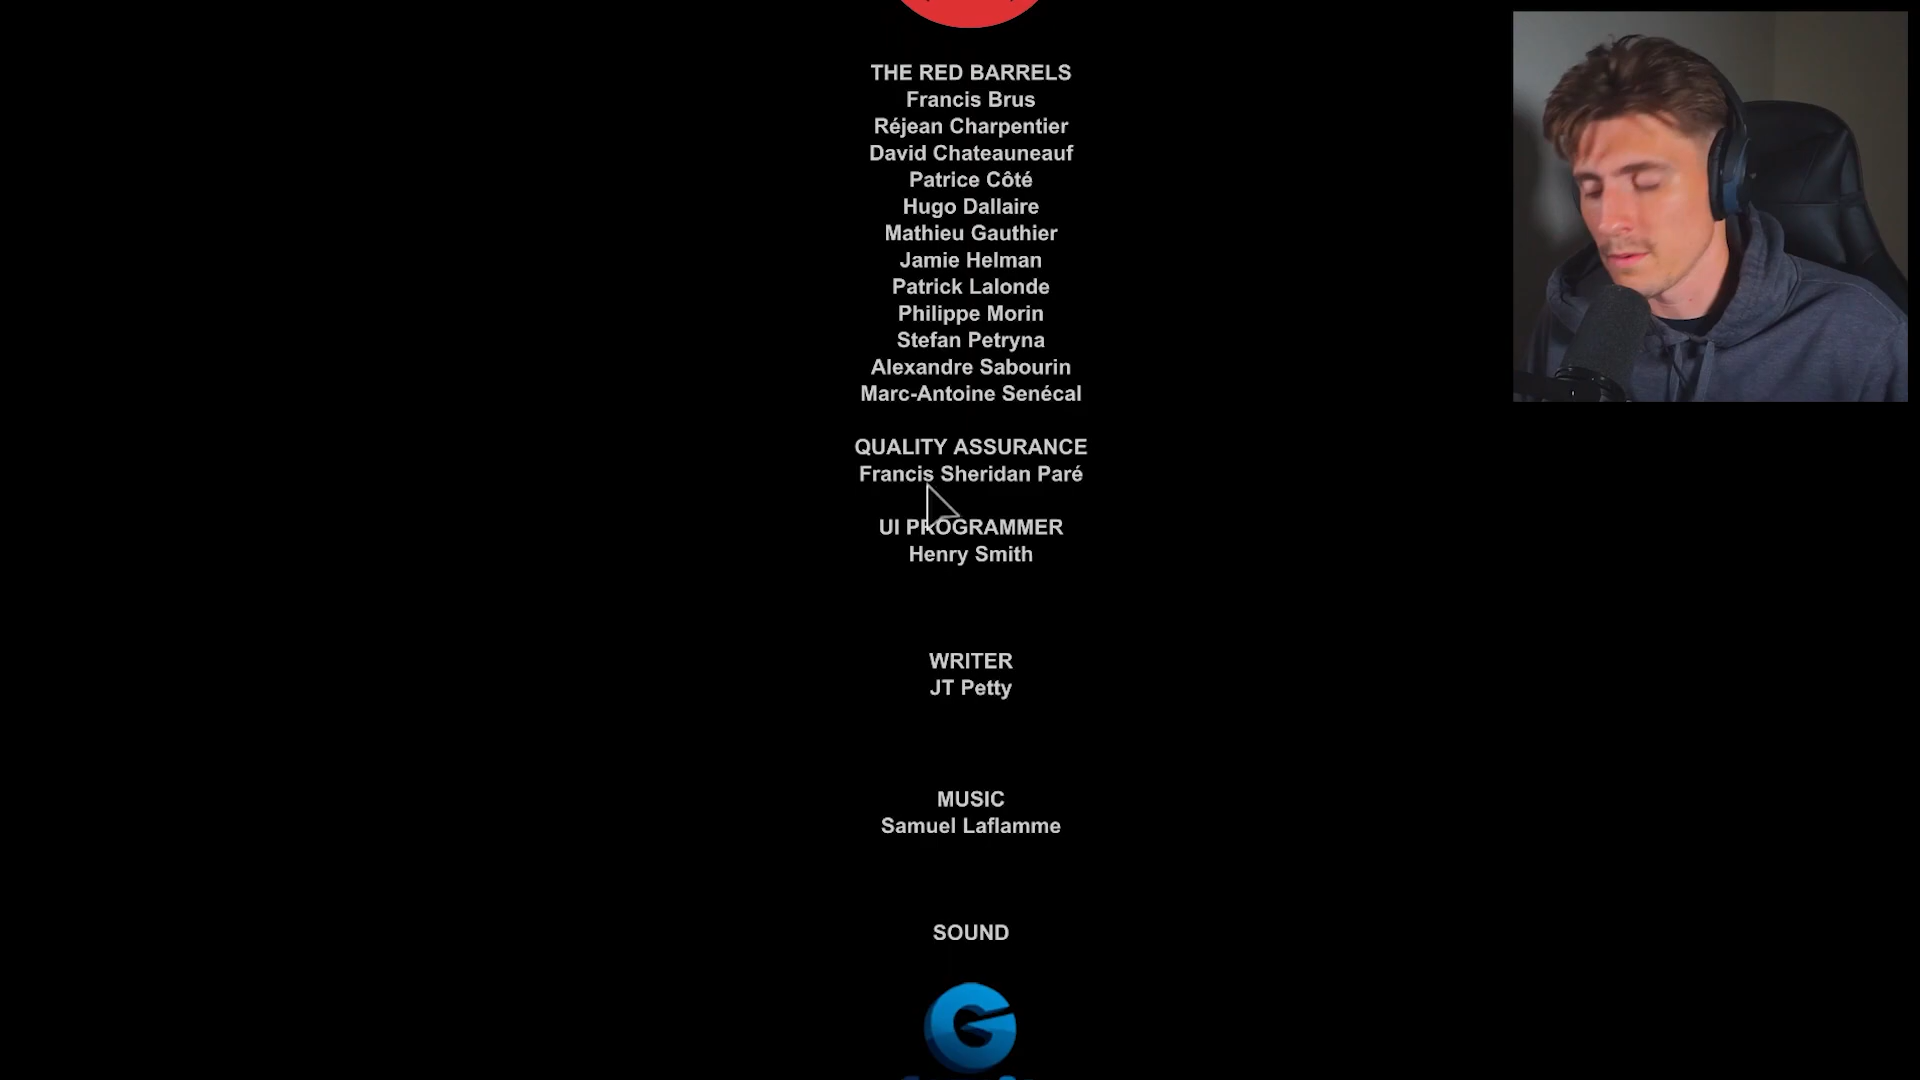 THE RED BARRELS
Francis Brus
Réjean Charpentier
David Chateauneuf
Patrice Côté
Hugo Dallaire
Mathieu Gauthier
Jamie Helman
Patrick Lalonde
Philippe Morin
Stefan Petryna
Alexandre Sabourin
Marc-Antoine Senécal
QUALITY ASSURANCE
Francis Sheridan Paré
UI PROGRAMMER
Henry Smith
WRITER
JT Petty
MUSIC
Samuel Laflamme
SOUND